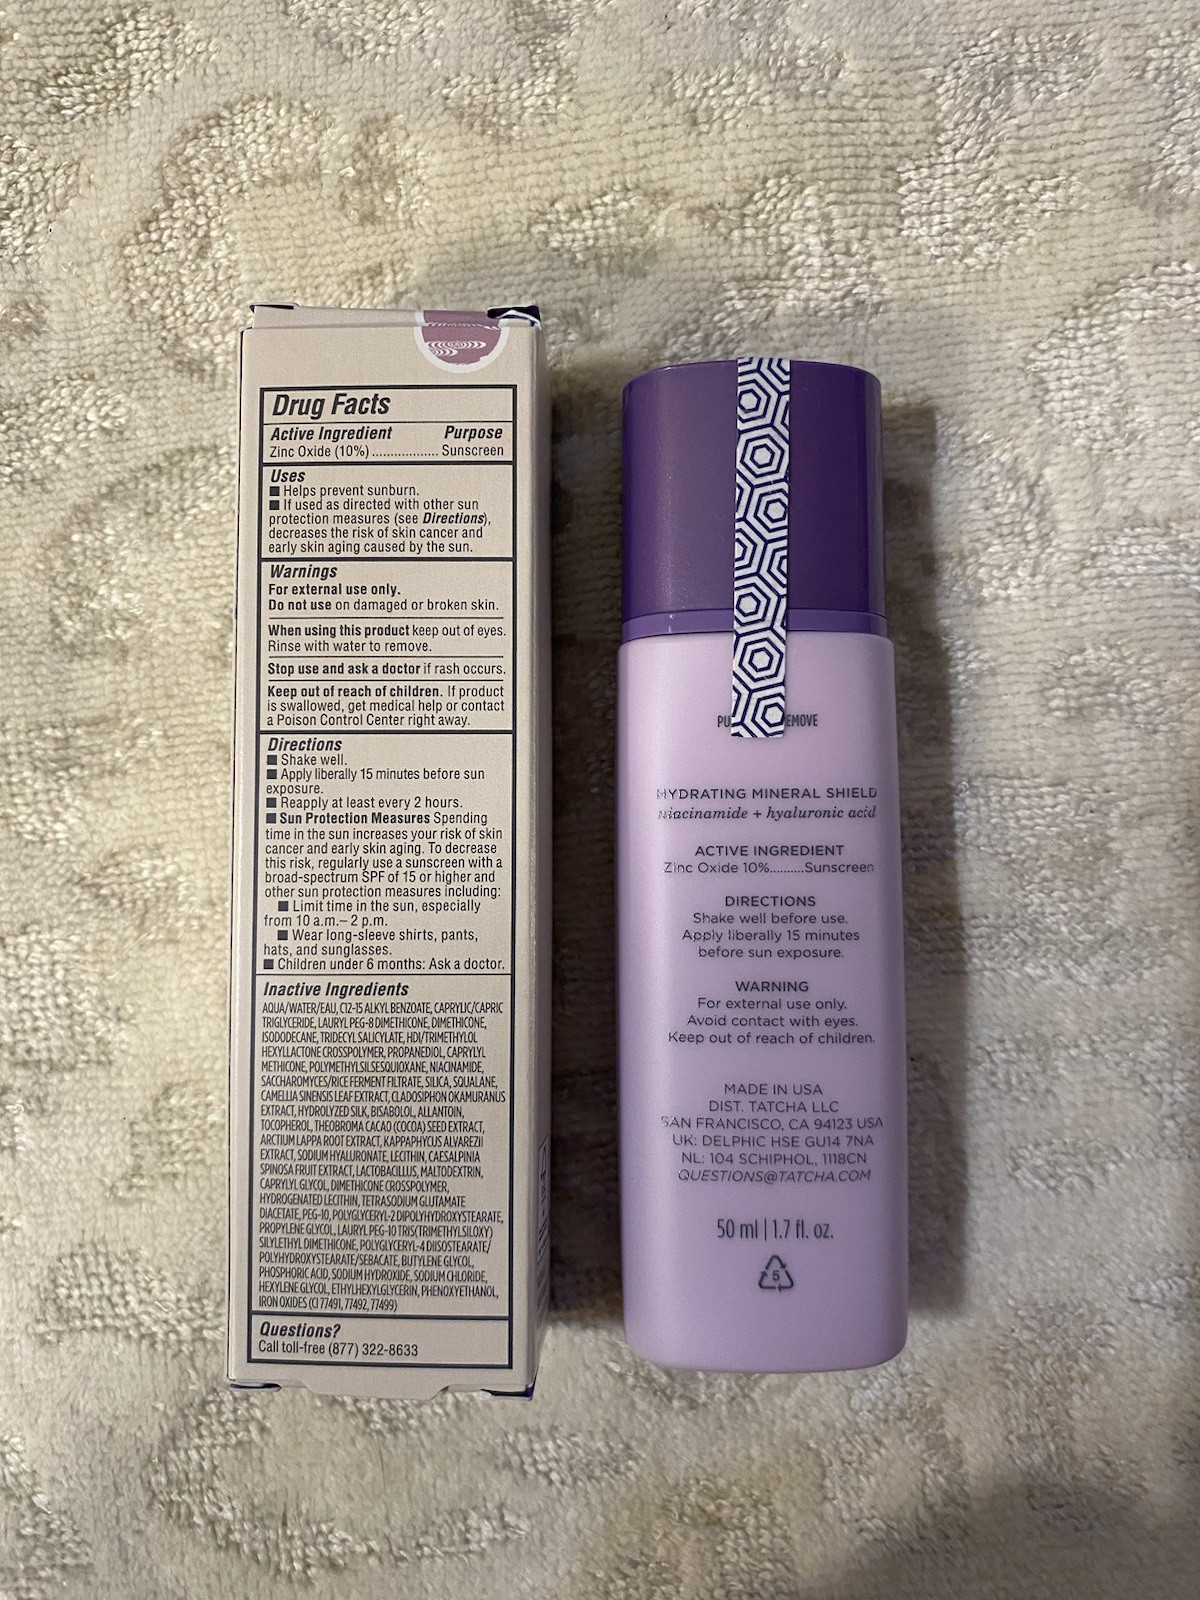 Drug Facts
Active Ingredient Purpose
Zinc Oxide (10%) .................. Sunscreen
Uses
■ Helps prevent sunburn.
■ If used as directed with other sun
protection measures (see Directions),
decreases the risk of skin cancer and
early skin aging caused by the sun.
Warnings
For external use only.
Do not use on damaged or broken skin.
When using this product keep out of eyes.
Rinse with water to remove.
Stop use and ask a doctor if rash occurs.
Keep out of reach of children. If product
is swallowed, get medical help or contact
a Poison Control Center right away.
Directions
■ Shake well.
■ Apply liberally 15 minutes before sun
exposure.
■ Reapply at least every 2 hours.
■ Sun Protection Measures Spending
time in the sun increases your risk of skin
cancer and early skin aging. To decrease
this risk, regularly use a sunscreen with a
broad-spectrum SPF of 15 or higher and
other sun protection measures including:
■ Limit time in the sun, especially
from 10 a.m.– 2 p.m.
■ Wear long-sleeve shirts, pants,
hats, and sunglasses.
■ Children under 6 months: Ask a doctor.
Inactive Ingredients
AQUA/WATER/EAU, C12-15 ALKYL BENZOATE, CAPRYLIC/CAPRIC
TRIGLYCERIDE, LAURYL PEG-8 DIMETHICONE, DIMETHICONE,
ISODODECANE, TRIDECYL SALICYLATE, HDI/TRIMETHYLOL
HEXYLLACTONE CROSSPOLYMER, PROPANEDIOL, CAPRYLYL
METHICONE, POLYMETHYLSILSESQUIOXANE, NIACINAMIDE,
SACCHAROMYCES/RICE FERMENT FILTRATE, SILICA, SQUALANE,
CAMELLIA SINENSIS LEAF EXTRACT, CLADOSIPHON OKAMURANUS
EXTRACT, HYDROLYZED SILK, BISABOLOL, ALLANTOIN,
TOCOPHEROL, THEOBROMA CACAO (COCOA) SEED EXTRACT,
ARCTIUM LAPPA ROOT EXTRACT, KAPPAPHYCUS ALVAREZII
EXTRACT, SODIUM HYALURONATE, LECITHIN, CAESALPINIA
SPINOSA FRUIT EXTRACT, LACTOBACILLUS, MALTODEXTRIN,
CAPRYLYL GLYCOL, DIMETHICONE CROSSPOLYMER,
HYDROGENATED LECITHIN, TETRASODIUM GLUTAMATE
DIACETATE, PEG-10, POLYGLYCERYL-2 DIPOLYHYDROXYSTEARATE,
PROPYLENE GLYCOL, LAURYL PEG-10 TRIS(TRIMETHYLSILOXY)
SILYLETHYL DIMETHICONE, POLYGLYCERYL-4 DIISOSTEARATE/
POLYHYDROXYSTEARATE/SEBACATE, BUTYLENE GLYCOL,
PHOSPHORIC ACID, SODIUM HYDROXIDE, SODIUM CHLORIDE,
HEXYLENE GLYCOL, ETHYLHEXYLGLYCERIN, PHENOXYETHANOL,
IRON OXIDES (CI 77491, 77492, 77499)
Questions?
Call toll-free (877) 322-8633
PU EMOVE
HYDRATING MINERAL SHIELD
niacinamide + hyaluronic acid
ACTIVE INGREDIENT
Zinc Oxide 10%..........Sunscreen
DIRECTIONS
Shake well before use.
Apply liberally 15 minutes
before sun exposure.
WARNING
For external use only.
Avoid contact with eyes.
Keep out of reach of children.
MADE IN USA
DIST. TATCHA LLC
SAN FRANCISCO, CA 94123 USA
UK: DELPHIC HSE GU14 7NA
NL: 104 SCHIPHOL, 1118CN
QUESTIONS@TATCHA.COM
50 ml | 1.7 fl. oz.
5